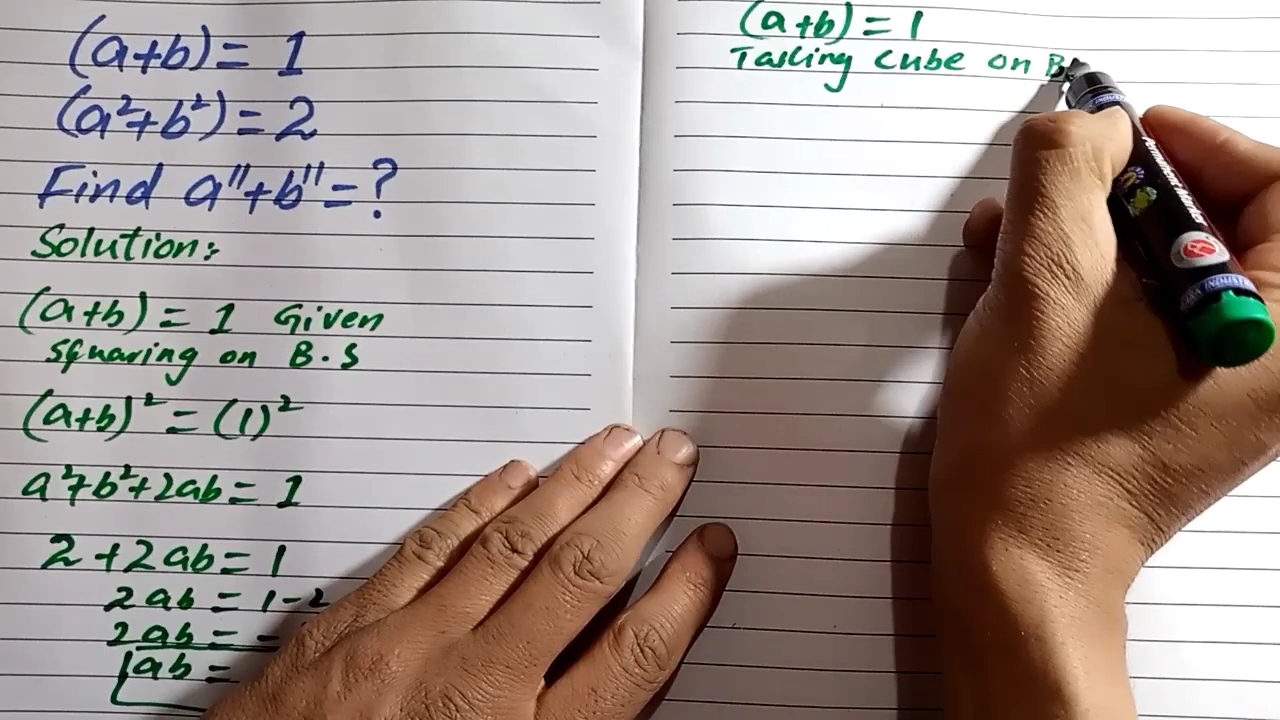 (a+b) = 1
(a²+b²) = 2
Find a¹¹+b¹¹ = ?
Solution:
(a+b) = 1 Given
squaring on B.S
(a+b)² = (1)²
a²+b²+2ab = 1
2+2ab = 1
2ab = 1-2
2ab = -
ab =
(a+b) = 1
Taking cube on B